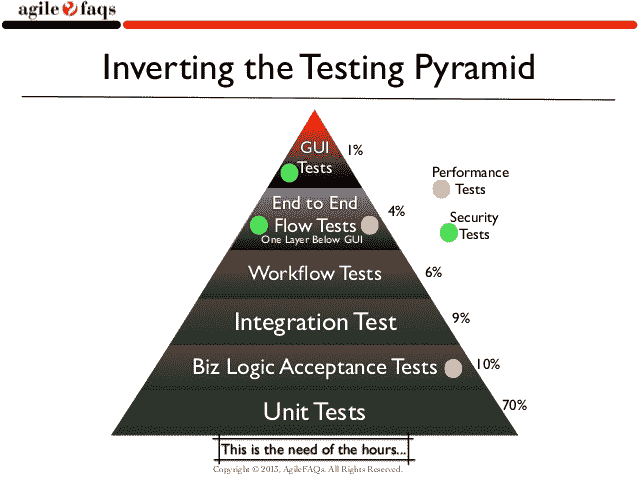 agile faqs
Inverting the Testing Pyramid
GUI
Tests
1%
Performance
Tests
End to End
Flow Tests
One Layer Below GUI
4%
Security
Tests
Workflow Tests
6%
Integration Test
9%
Biz Logic Acceptance Tests
10%
Unit Tests
70%
This is the need of the hours...
Copyright © 2013, AgileFAQs. All Rights Reserved.